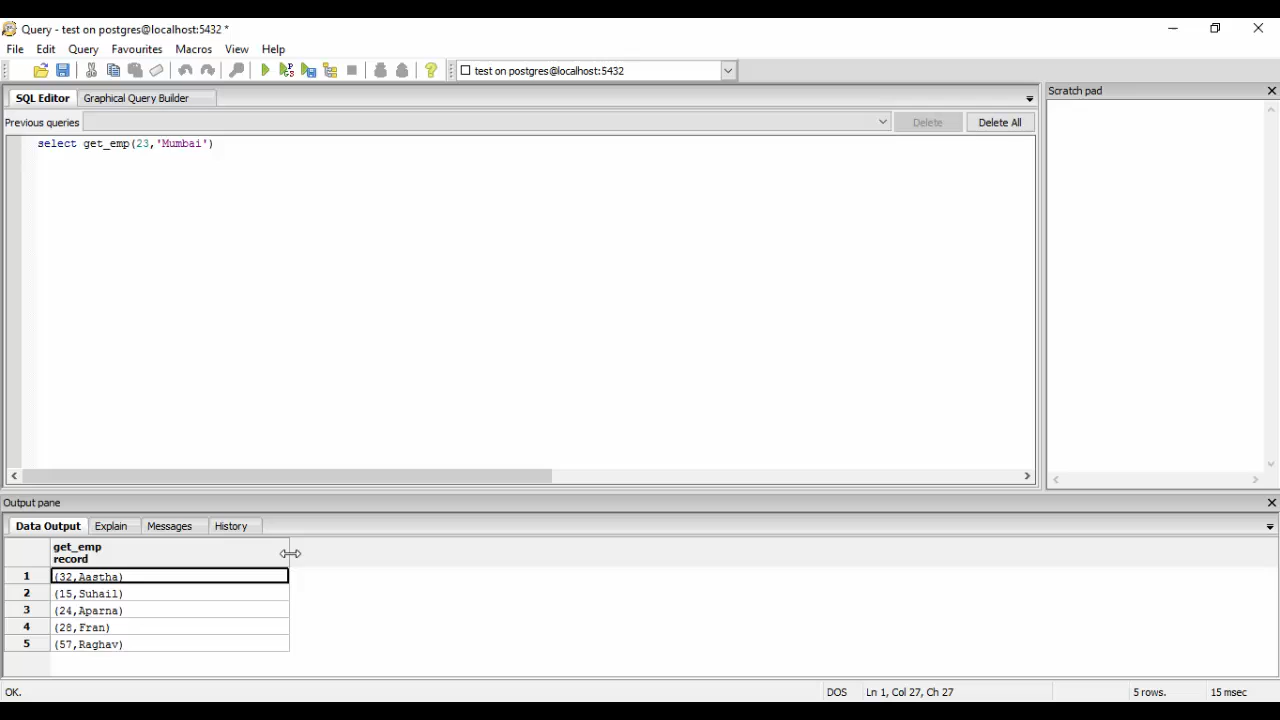 Query - test on postgres@localhost:5432 *
File Edit Query Favourites Macros View Help
test on postgres@localhost:5432
SQL Editor Graphical Query Builder
Scratch pad
Previous queries Delete Delete All
select get_emp(23,'Mumbai')
Output pane
Data Output Explain Messages History
get_emp
record
1 (32,Aastha)
2 (15,Suhail)
3 (24,Aparna)
4 (28,Fran)
5 (57,Raghav)
OK. DOS Ln 1, Col 27, Ch 27 5 rows. 15 msec